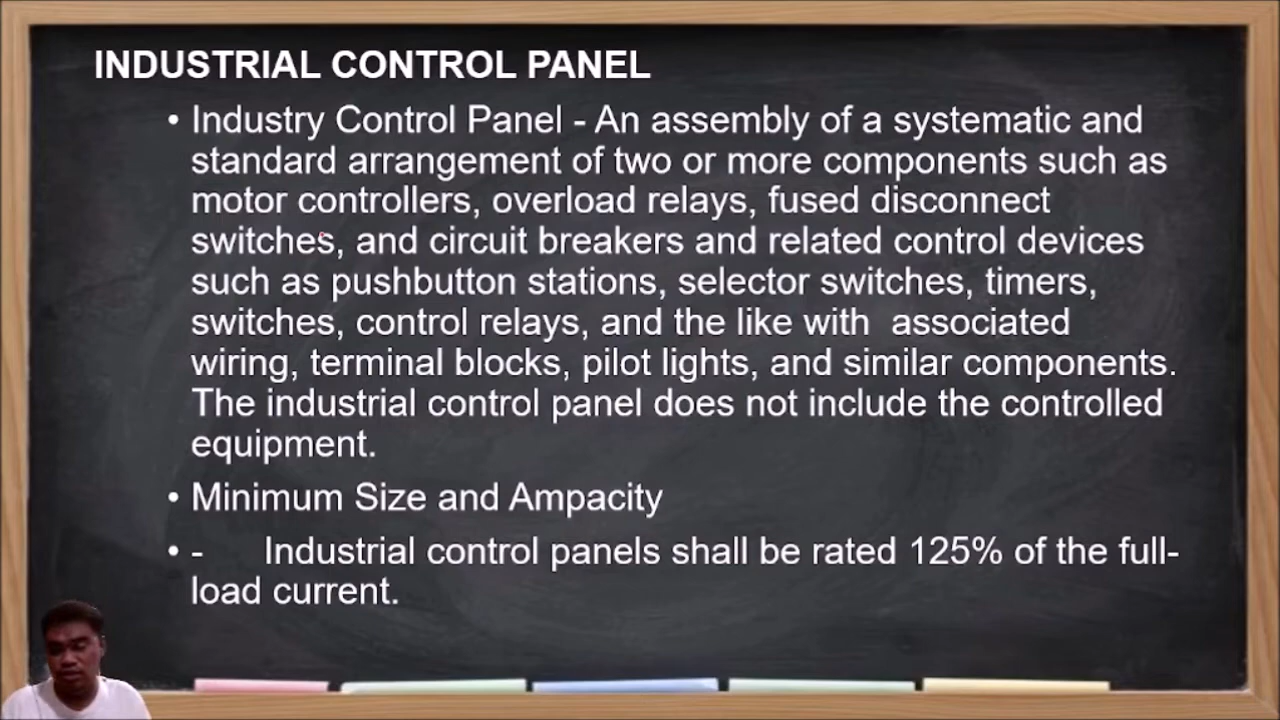 INDUSTRIAL CONTROL PANEL
• Industry Control Panel - An assembly of a systematic and
standard arrangement of two or more components such as
motor controllers, overload relays, fused disconnect
switches, and circuit breakers and related control devices
such as pushbutton stations, selector switches, timers,
switches, control relays, and the like with associated
wiring, terminal blocks, pilot lights, and similar components.
The industrial control panel does not include the controlled
equipment.
• Minimum Size and Ampacity
• - Industrial control panels shall be rated 125% of the full-
load current.